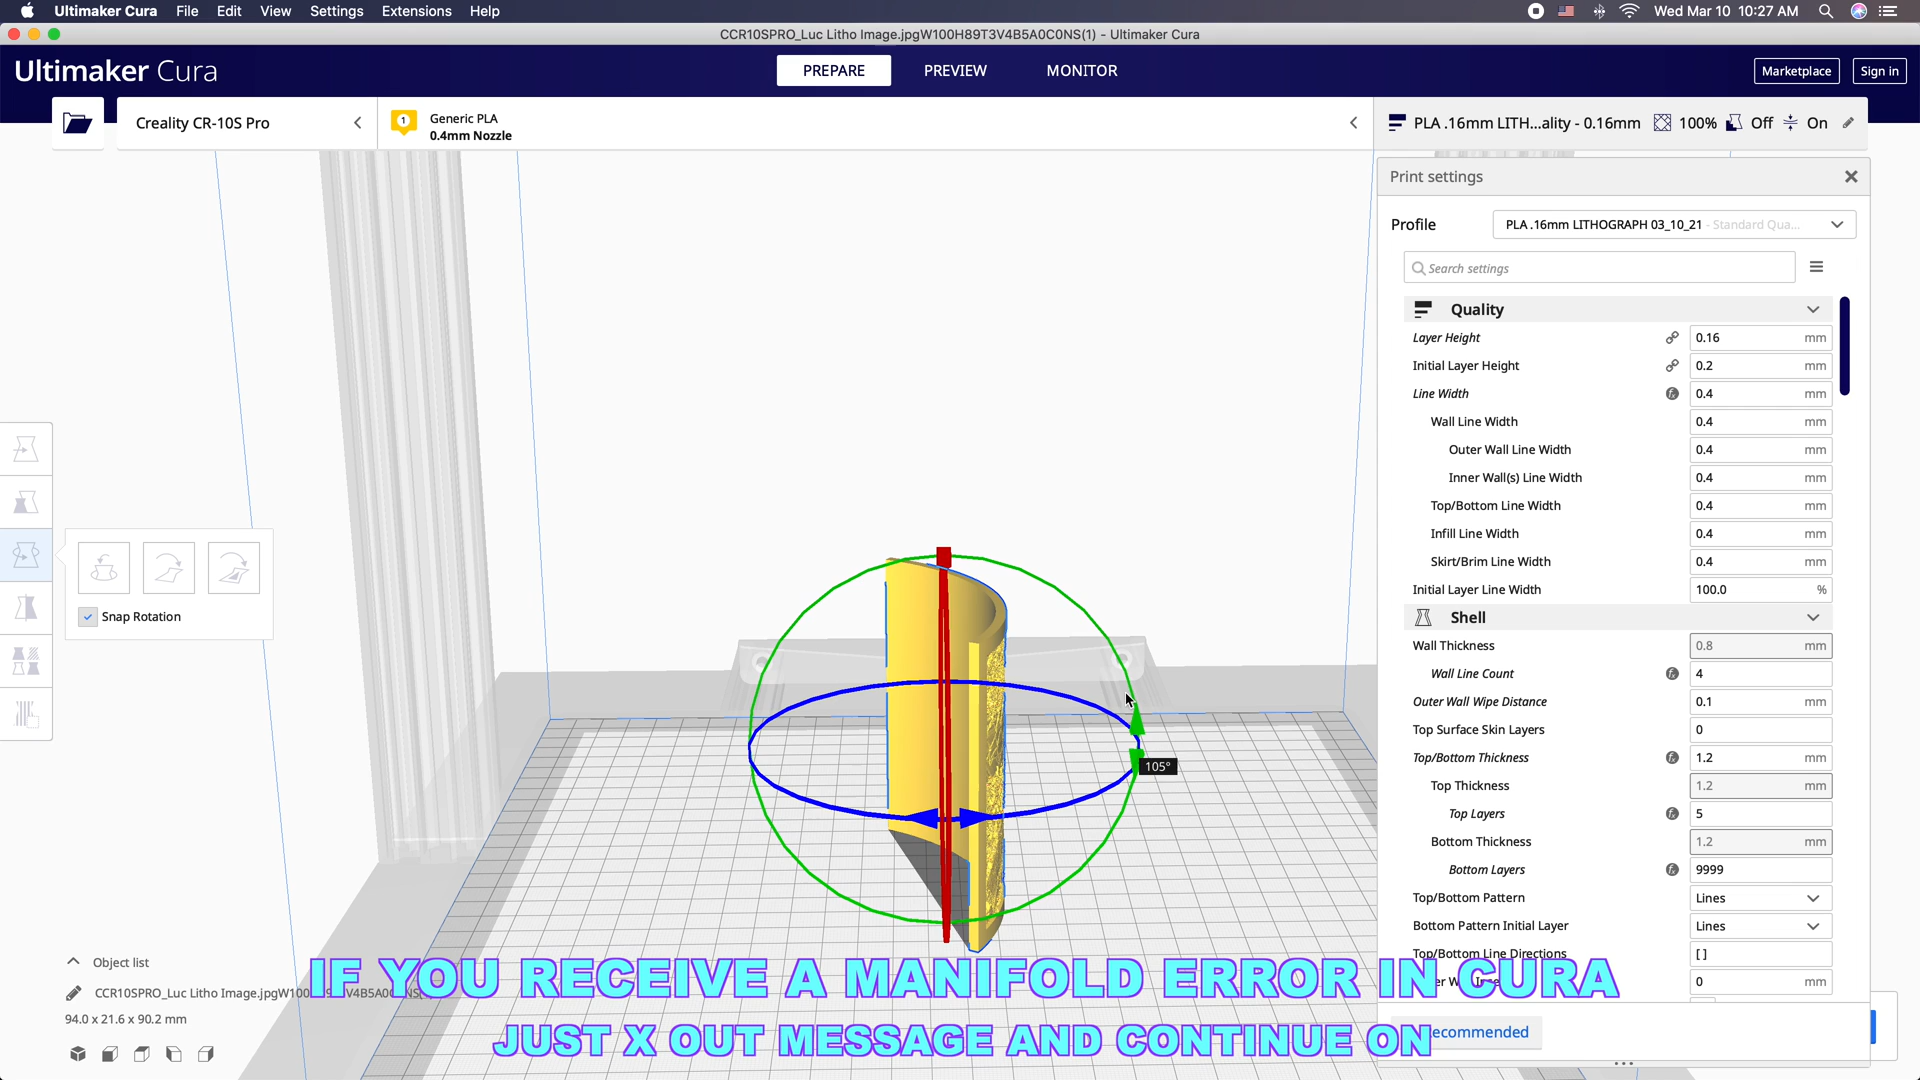 Ultimaker Cura File Edit View Settings Extensions Help
Wed Mar 10 10:27 AM
CCR10SPRO_Luc Litho Image.jpgW100H89T3V4B5A0C0NS(1) - Ultimaker Cura
Ultimaker Cura
PREPARE PREVIEW MONITOR
Marketplace Sign in
Creality CR-10S Pro
1
Generic PLA
0.4mm Nozzle
PLA .16mm LITH...ality - 0.16mm 100% Off On
Print settings
Profile PLA .16mm LITHOGRAPH 03_10_21 - Standard Qua...
Search settings
Quality
Layer Height 0.16 mm
Initial Layer Height 0.2 mm
Line Width 0.4 mm
Wall Line Width 0.4 mm
Outer Wall Line Width 0.4 mm
Inner Wall(s) Line Width 0.4 mm
Top/Bottom Line Width 0.4 mm
Infill Line Width 0.4 mm
Skirt/Brim Line Width 0.4 mm
Initial Layer Line Width 100.0 %
Shell
Wall Thickness 0.8 mm
Wall Line Count 4
Outer Wall Wipe Distance 0.1 mm
Top Surface Skin Layers 0
Top/Bottom Thickness 1.2 mm
Top Thickness 1.2 mm
Top Layers 5
Bottom Thickness 1.2 mm
Bottom Layers 9999
Top/Bottom Pattern Lines
Bottom Pattern Initial Layer Lines
Top/Bottom Line Directions [ ]
0 mm
Recommended
Snap Rotation
105°
Object list
CCR10SPRO_Luc Litho Image.jpgW100
94.0 x 21.6 x 90.2 mm
IF YOU RECEIVE A MANIFOLD ERROR IN CURA
JUST X OUT MESSAGE AND CONTINUE ON